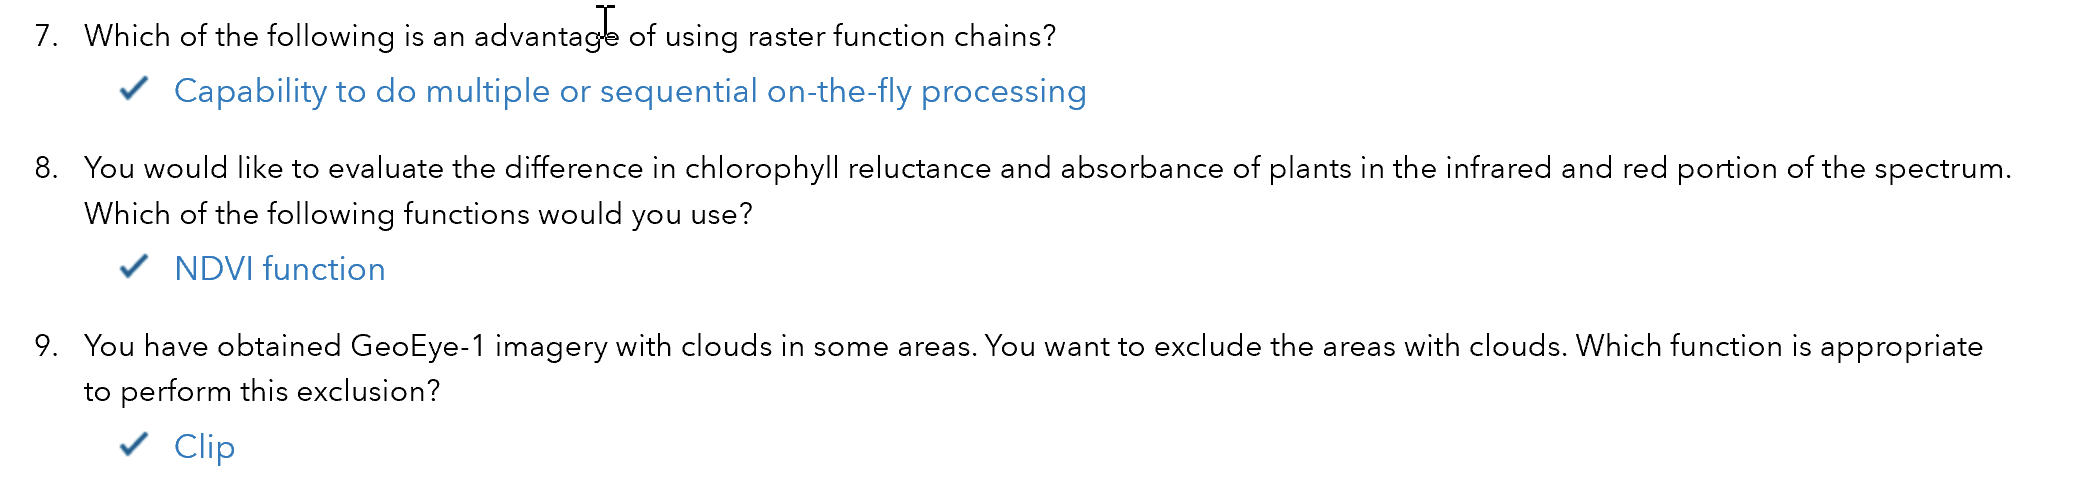 7. Which of the following is an advantage of using raster function chains?
Capability to do multiple or sequential on-the-fly processing
8. You would like to evaluate the difference in chlorophyll reluctance and absorbance of plants in the infrared and red portion of the spectrum.
Which of the following functions would you use?
NDVI function
9. You have obtained GeoEye-1 imagery with clouds in some areas. You want to exclude the areas with clouds. Which function is appropriate
to perform this exclusion?
Clip